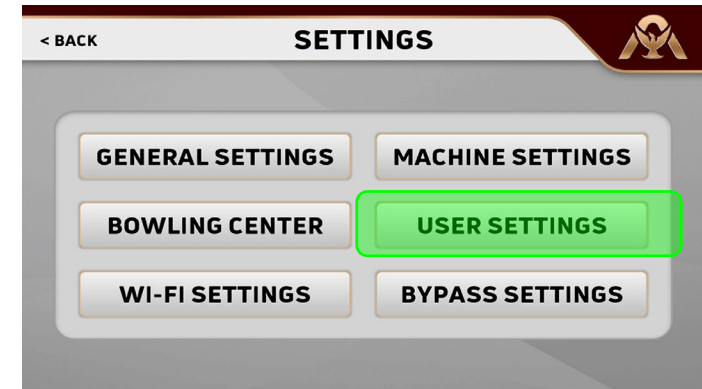 < BACK
SETTINGS
GENERAL SETTINGS
MACHINE SETTINGS
BOWLING CENTER
USER SETTINGS
WI-FI SETTINGS
BYPASS SETTINGS